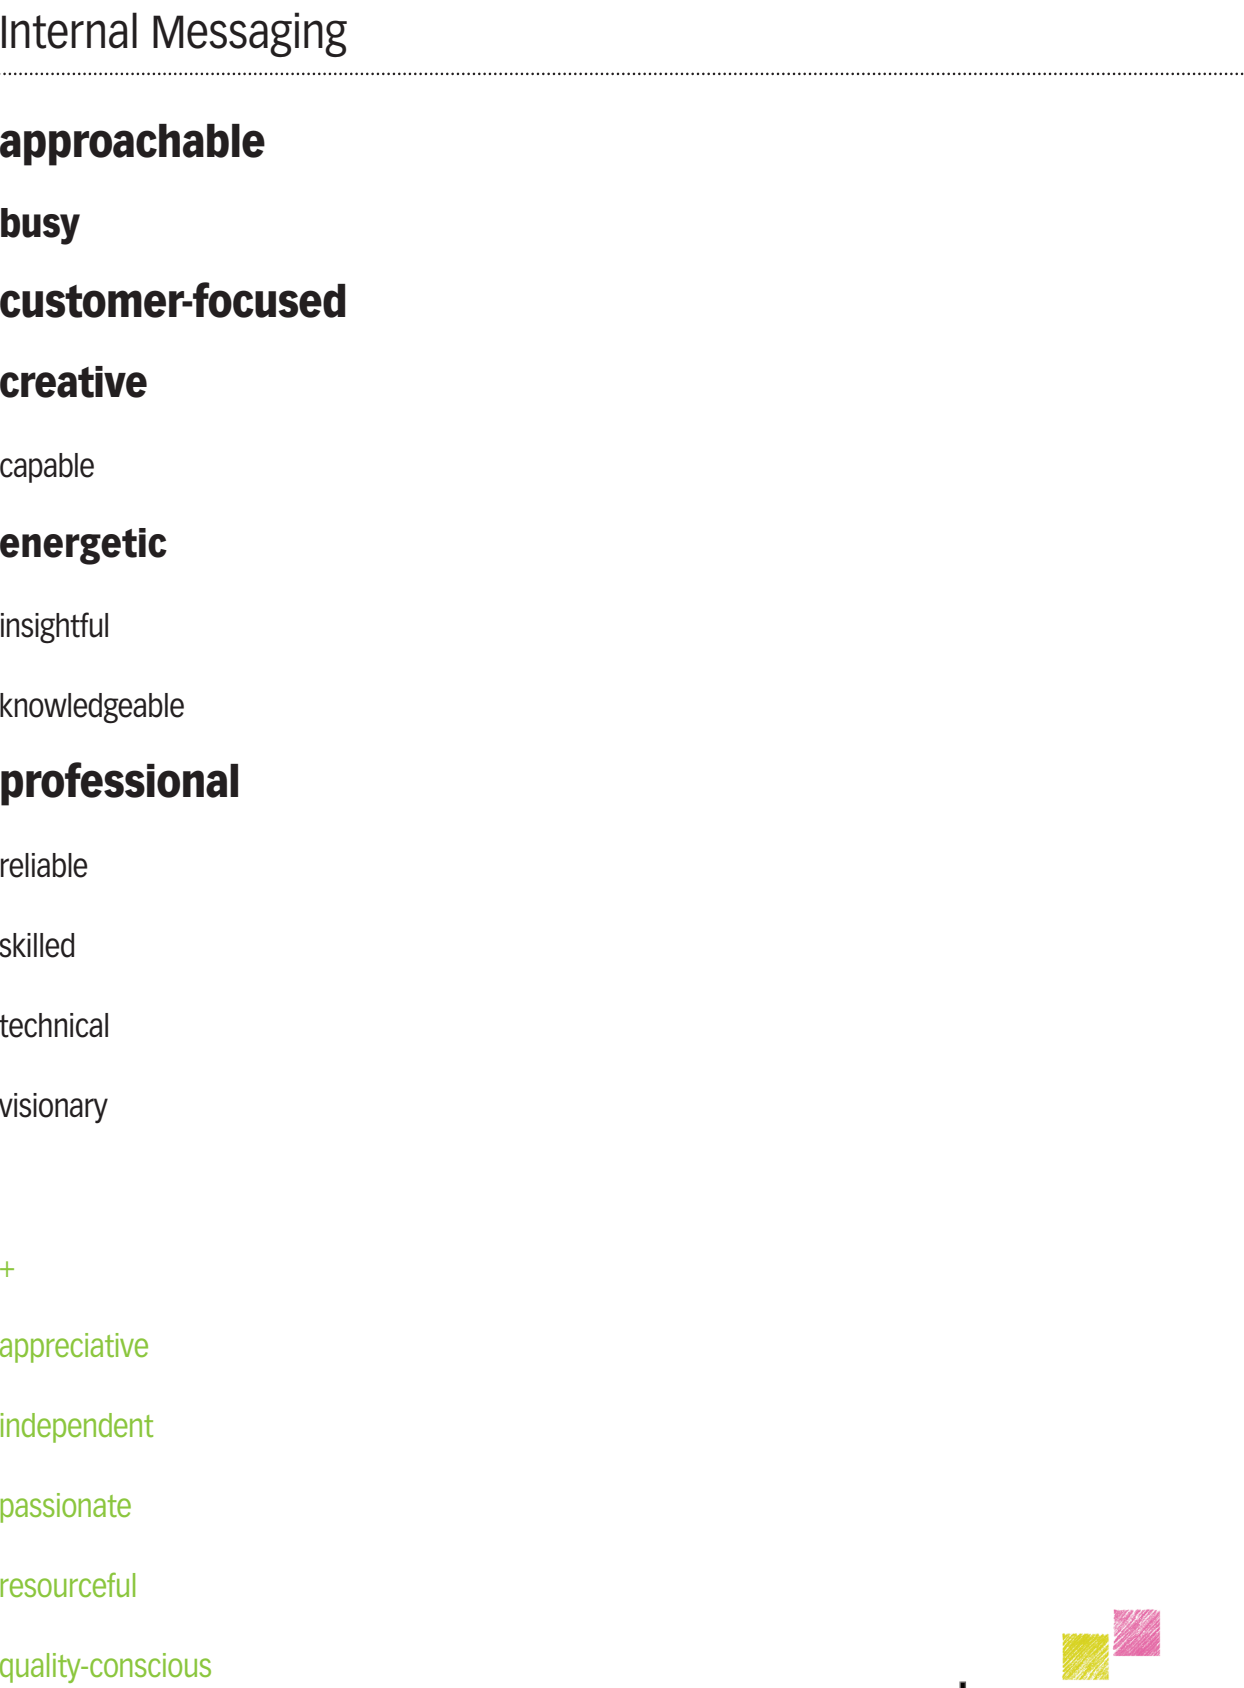 Internal Messaging
approachable
busy
customer-focused
creative
capable
energetic
insightful
knowledgeable
professional
reliable
skilled
technical
visionary
+
appreciative
independent
passionate
resourceful
quality-conscious